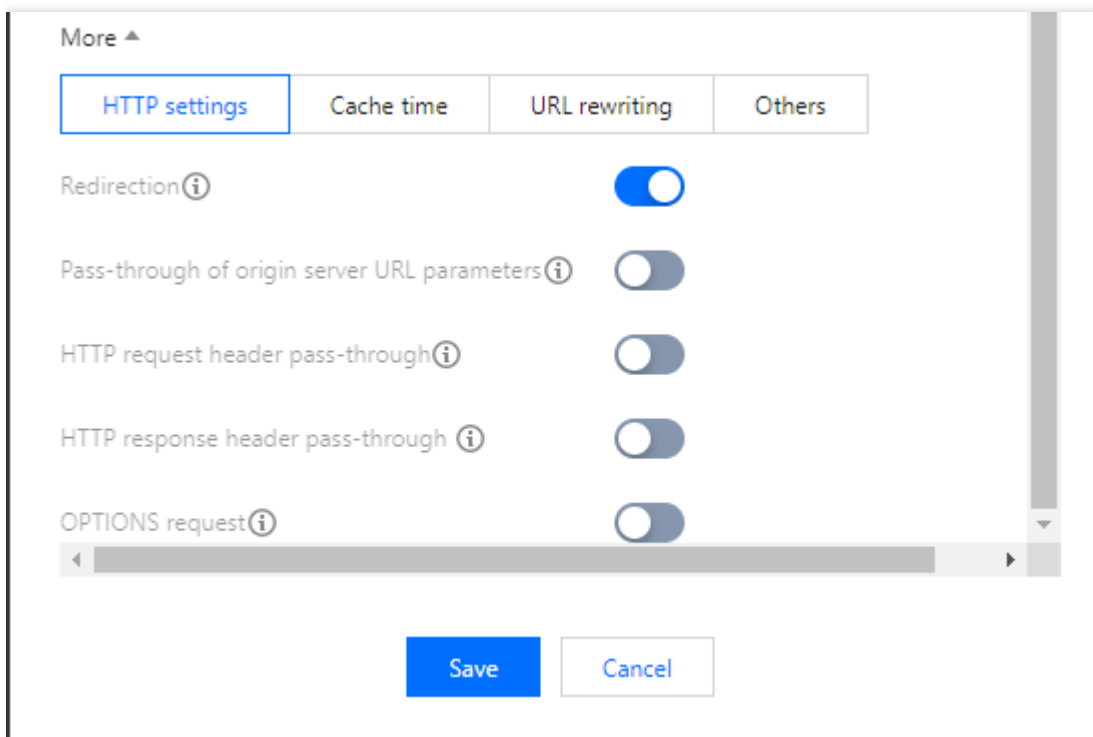 More
HTTP settings Cache time URL rewriting Others
Redirection
Pass-through of origin server URL parameters
HTTP request header pass-through
HTTP response header pass-through
OPTIONS request
Save Cancel